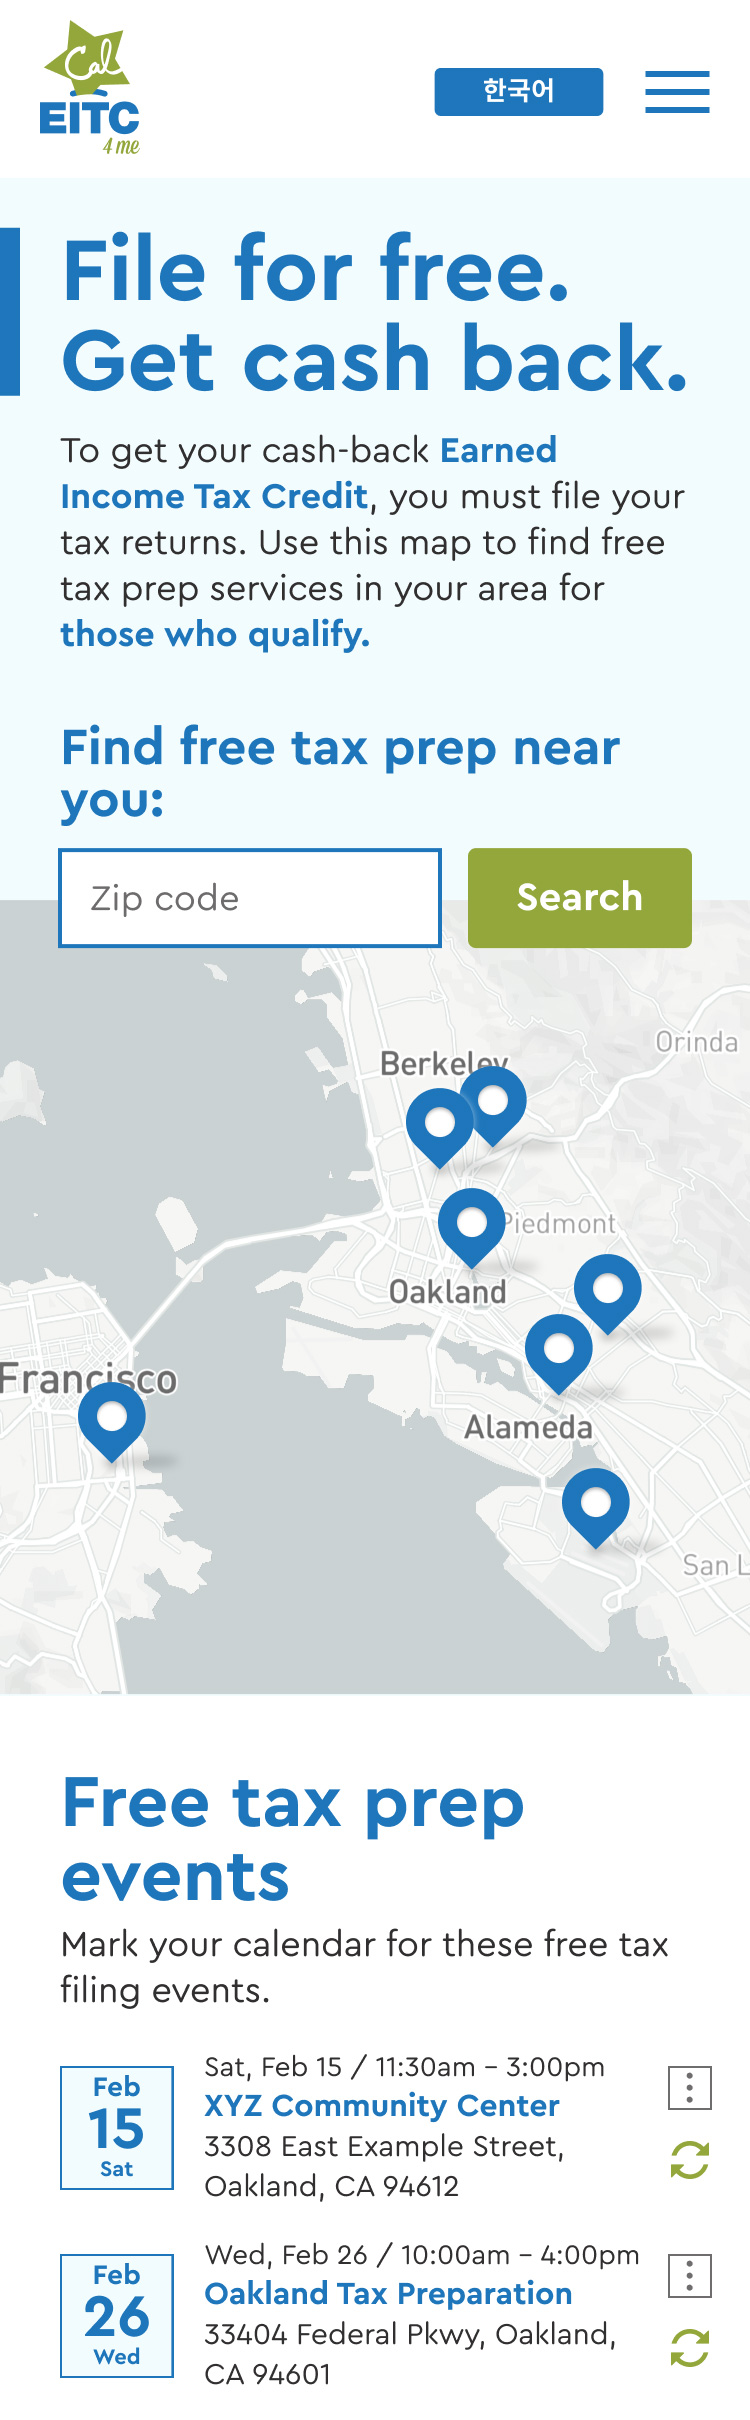 Cal
EITC
4 me
한국어
File for free.
Get cash back.
To get your cash-back Earned
Income Tax Credit, you must file your
tax returns. Use this map to find free
tax prep services in your area for
those who qualify.
Find free tax prep near
you:
Zip code
Search
Orinda
Berkeley
Piedmont
Oakland
Francisco
Alameda
San L
Free tax prep
events
Mark your calendar for these free tax
filing events.
Feb
15
Sat
Sat, Feb 15 / 11:30am – 3:00pm
XYZ Community Center
3308 East Example Street,
Oakland, CA 94612
Feb
26
Wed
Wed, Feb 26 / 10:00am – 4:00pm
Oakland Tax Preparation
33404 Federal Pkwy, Oakland,
CA 94601